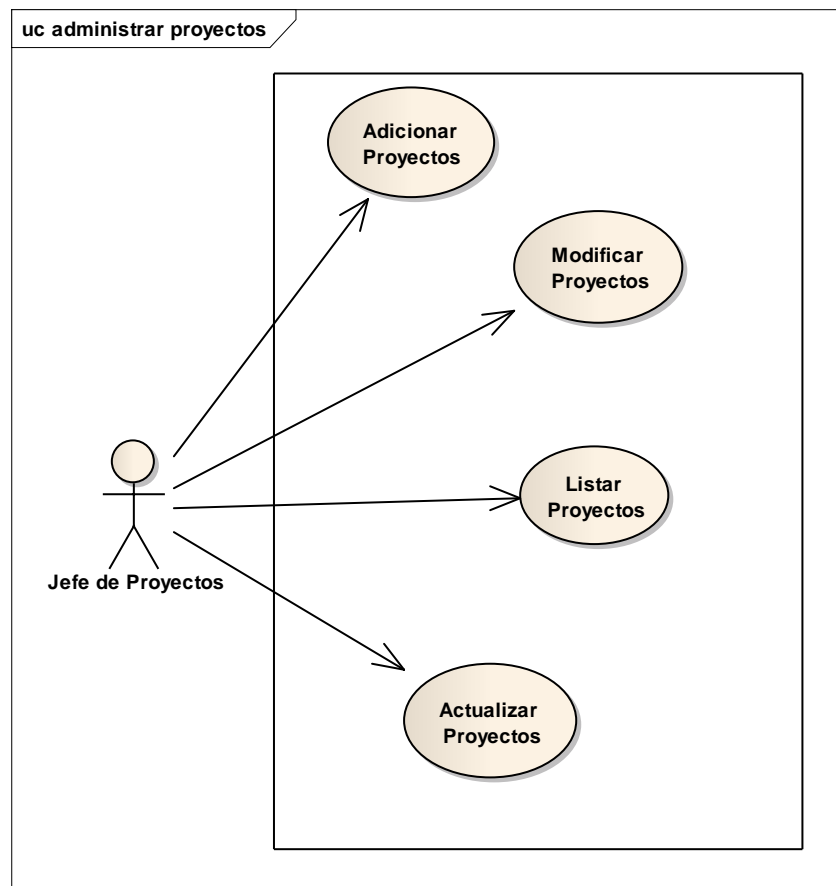 uc administrar proyectos
Adicionar
Proyectos
Modificar
Proyectos
Listar
Proyectos
Jefe de Proyectos
Actualizar
Proyectos